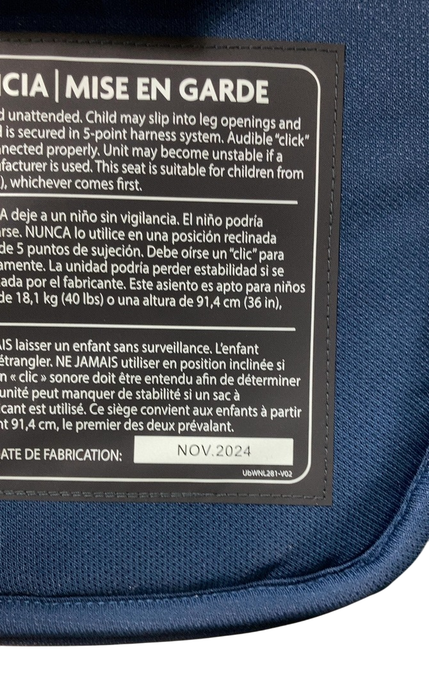 CIA | MISE EN GARDE
d unattended. Child may slip into leg openings and
is secured in 5-point harness system. Audible “click”
nected properly. Unit may become unstable if a
facturer is used. This seat is suitable for children from
), whichever comes first.
A deje a un niño sin vigilancia. El niño podría
rse. NUNCA lo utilice en una posición reclinada
de 5 puntos de sujeción. Debe oírse un “clic” para
amente. La unidad podría perder estabilidad si se
ada por el fabricante. Este asiento es apto para niños
de 18,1 kg (40 lbs) o una altura de 91,4 cm (36 in),
IS laisser un enfant sans surveillance. L’enfant
étrangler. NE JAMAIS utiliser en position inclinée si
n « clic » sonore doit être entendu afin de déterminer
unité peut manquer de stabilité si un sac à
icant est utilisé. Ce siège convient aux enfants à partir
nt 91,4 cm, le premier des deux prévalant.
ATE DE FABRICATION: NOV.2024
UbWNL281-V02